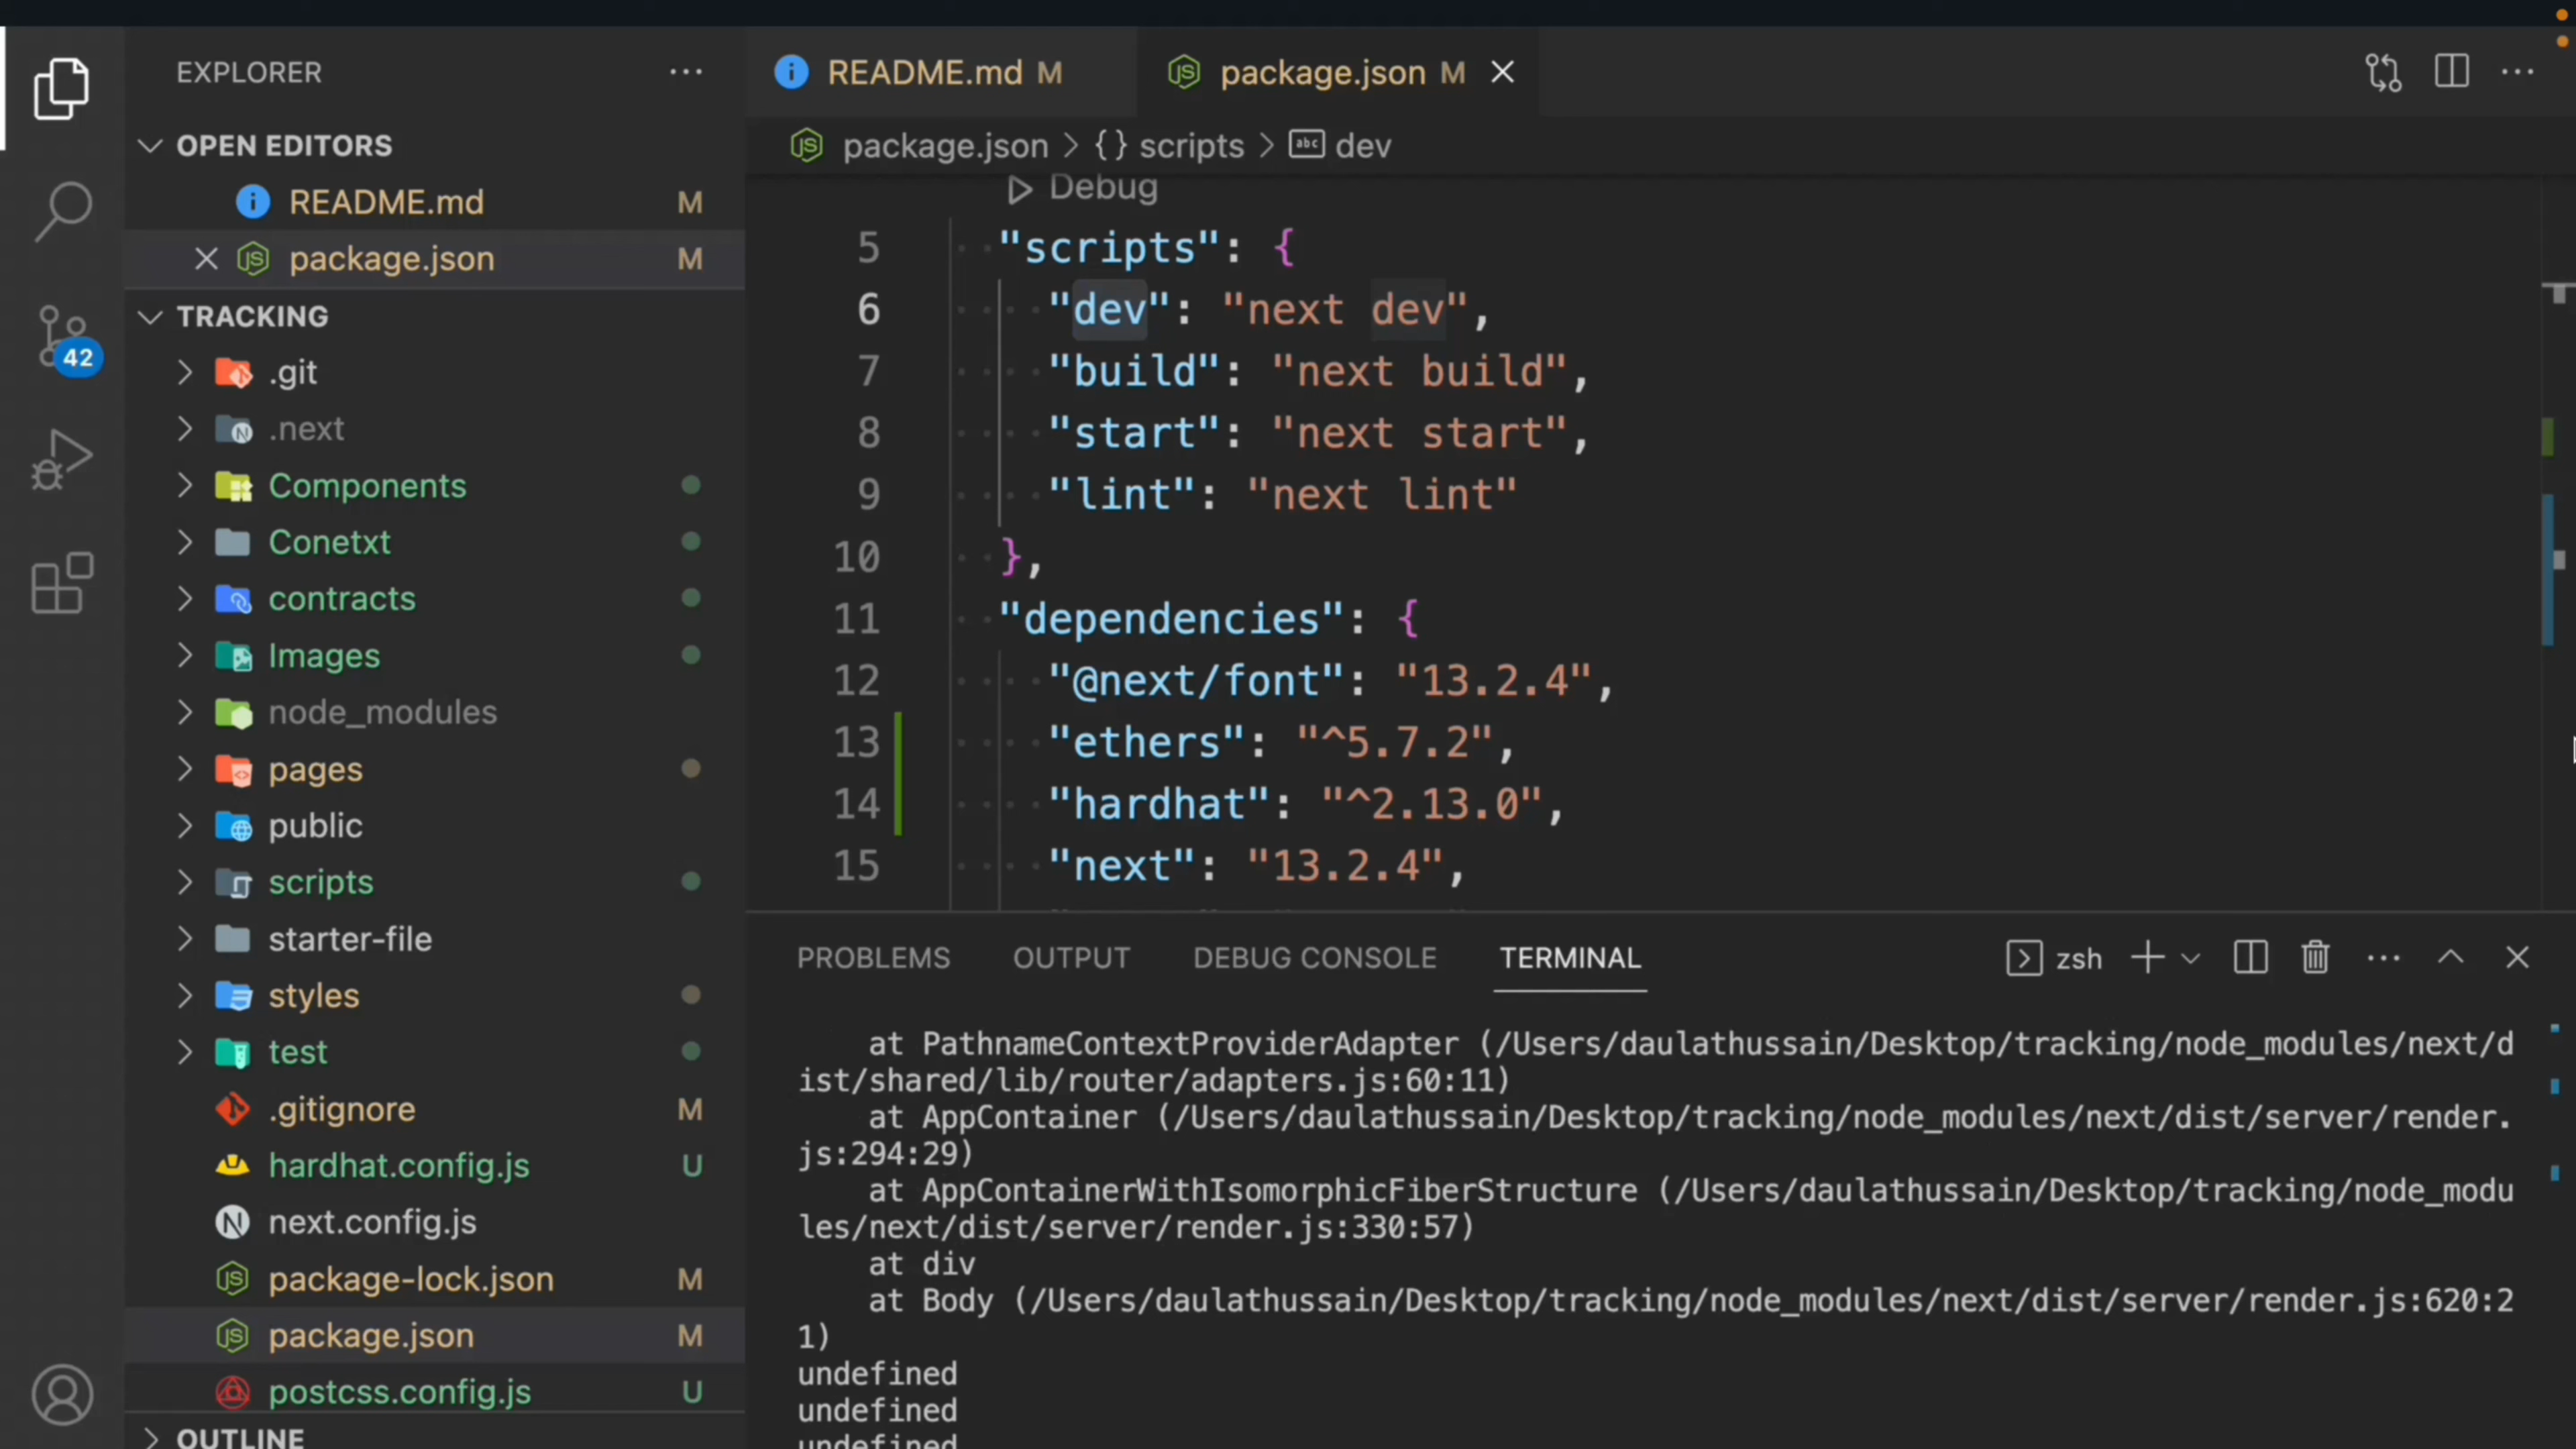 EXPLORER
OPEN EDITORS
README.md M
package.json M
TRACKING
.git
.next
Components
Conetxt
contracts
Images
node_modules
pages
public
scripts
starter-file
styles
test
.gitignore M
hardhat.config.js U
next.config.js
package-lock.json M
package.json M
postcss.config.js U
OUTLINE
42
README.md M
package.json M
package.json > {} scripts > abc dev
Debug
5 "scripts": {
6 "dev": "next dev",
7 "build": "next build",
8 "start": "next start",
9 "lint": "next lint"
10 },
11 "dependencies": {
12 "@next/font": "13.2.4",
13 "ethers": "^5.7.2",
14 "hardhat": "^2.13.0",
15 "next": "13.2.4",
PROBLEMS OUTPUT DEBUG CONSOLE TERMINAL zsh
at PathnameContextProviderAdapter (/Users/daulathussain/Desktop/tracking/node_modules/next/d
ist/shared/lib/router/adapters.js:60:11)
at AppContainer (/Users/daulathussain/Desktop/tracking/node_modules/next/dist/server/render.
js:294:29)
at AppContainerWithIsomorphicFiberStructure (/Users/daulathussain/Desktop/tracking/node_modu
les/next/dist/server/render.js:330:57)
at div
at Body (/Users/daulathussain/Desktop/tracking/node_modules/next/dist/server/render.js:620:2
1)
undefined
undefined
undefined